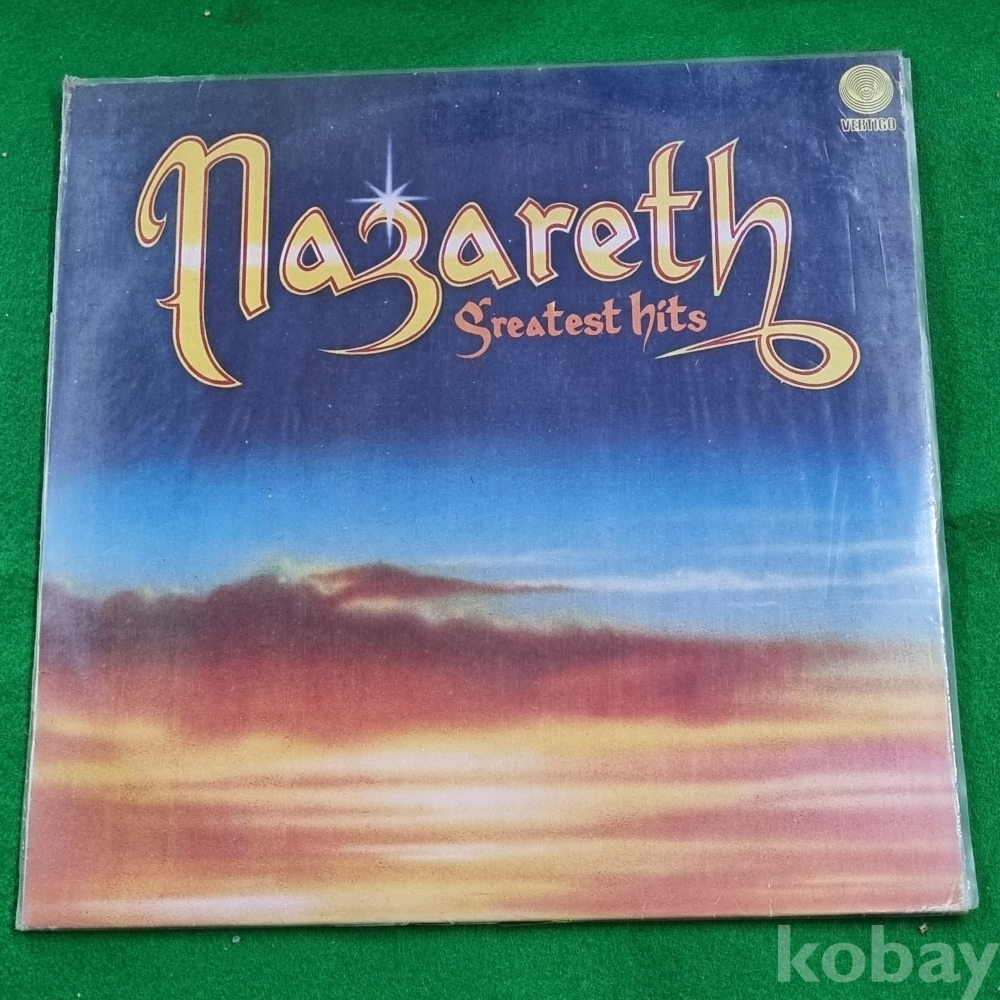 VERTIGO
Nazareth
Greatest hits
kobay